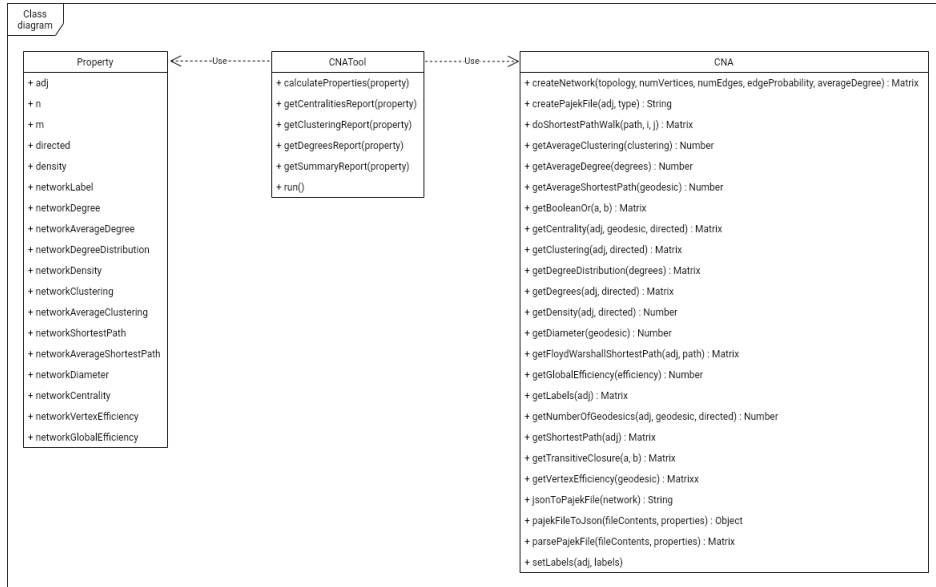 Class
diagram
Property
+ adj
+ n
+ m
+ directed
+ density
+ networkLabel
+ networkDegree
+ networkAverageDegree
+ networkDegreeDistribution
+ networkDensity
+ networkClustering
+ networkAverageClustering
+ networkShortestPath
+ networkAverageShortestPath
+ networkDiameter
+ networkCentrality
+ networkVertexEfficiency
+ networkGlobalEfficiency
Use
CNATool
+ calculateProperties(property)
+ getCentralitiesReport(property)
+ getClusteringReport(property)
+ getDegreesReport(property)
+ getSummaryReport(property)
+ run()
Use
CNA
+ createNetwork(topology, numVertices, numEdges, edgeProbability, averageDegree) : Matrix
+ createPajekFile(adj, type) : String
+ doShortestPathWalk(path, i, j) : Matrix
+ getAverageClustering(clustering) : Number
+ getAverageDegree(degrees) : Number
+ getAverageShortestPath(geodesic) : Number
+ getBooleanOr(a, b) : Matrix
+ getCentrality(adj, geodesic, directed) : Matrix
+ getClustering(adj, directed) : Matrix
+ getDegreeDistribution(degrees) : Matrix
+ getDegrees(adj, directed) : Matrix
+ getDensity(adj, directed) : Number
+ getDiameter(geodesic) : Number
+ getFloydWarshallShortestPath(adj, path) : Matrix
+ getGlobalEfficiency(efficiency) : Number
+ getLabels(adj) : Matrix
+ getNumberOfGeodesics(adj, geodesic, directed) : Number
+ getShortestPath(adj) : Matrix
+ getTransitiveClosure(a, b) : Matrix
+ getVertexEfficiency(geodesic) : Matrixx
+ jsonToPajekFile(network) : String
+ pajekFileToJson(fileContents, properties) : Object
+ parsePajekFile(fileContents, properties) : Matrix
+ setLabels(adj, labels)